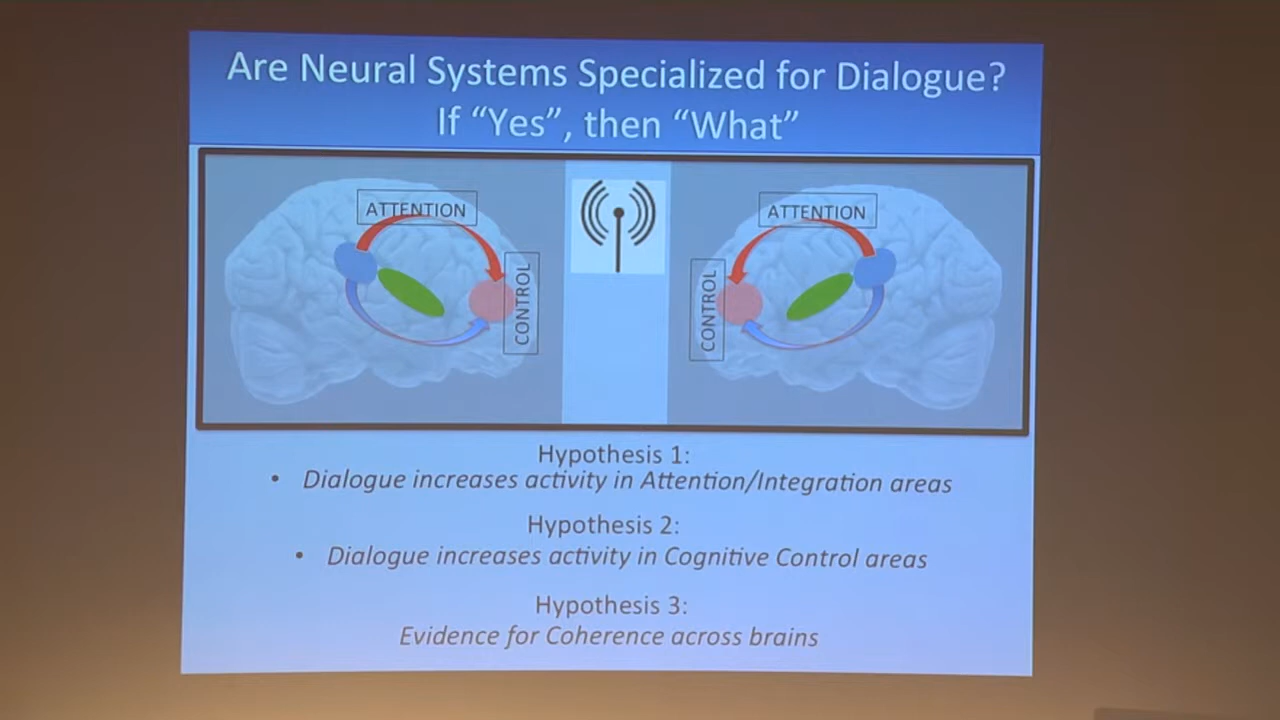 Are Neural Systems Specialized for Dialogue?
If “Yes”, then “What”
ATTENTION
CONTROL
ATTENTION
CONTROL
Hypothesis 1:
• Dialogue increases activity in Attention/Integration areas
Hypothesis 2:
• Dialogue increases activity in Cognitive Control areas
Hypothesis 3:
Evidence for Coherence across brains